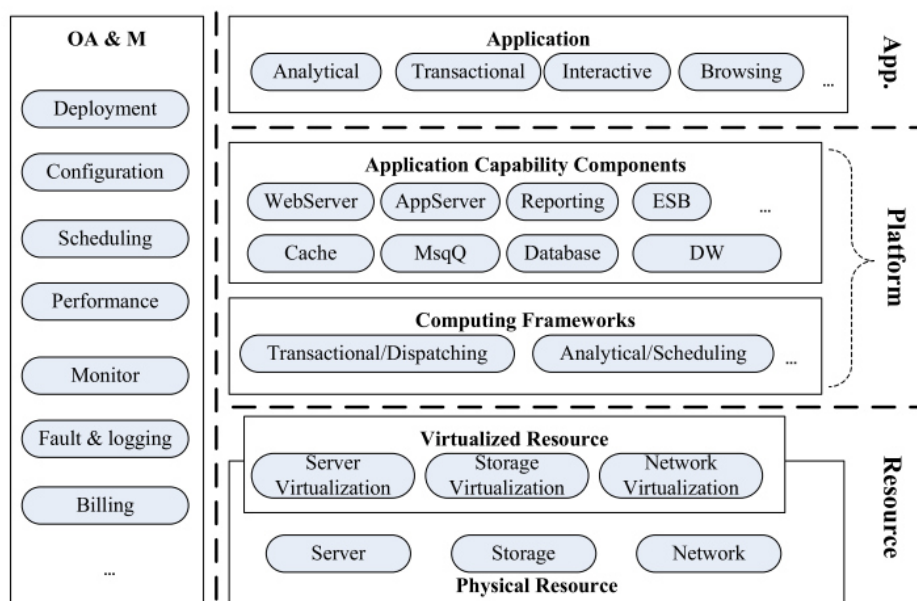 OA & M
Deployment
Configuration
Scheduling
Performance
Monitor
Fault & logging
Billing
...
Application
Analytical
Transactional
Interactive
Browsing
...
App.
Application Capability Components
WebServer
AppServer
Reporting
ESB
...
Cache
MsqQ
Database
DW
Computing Frameworks
Transactional/Dispatching
Analytical/Scheduling
...
Platform
Virtualized Resource
Server
Virtualization
Storage
Virtualization
Network
Virtualization
Server
Storage
Network
Physical Resource
Resource